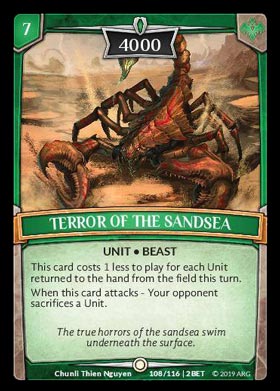 7
4000
TERROR OF THE SANDSEA
UNIT • BEAST
This card costs 1 less to play for each Unit
returned to the hand from the field this turn.
When this card attacks - Your opponent
sacrifices a Unit.
The true horrors of the sandsea swim
underneath the surface.
Chunli Thien Nguyen 108/116 | 2BET © 2019 ARG